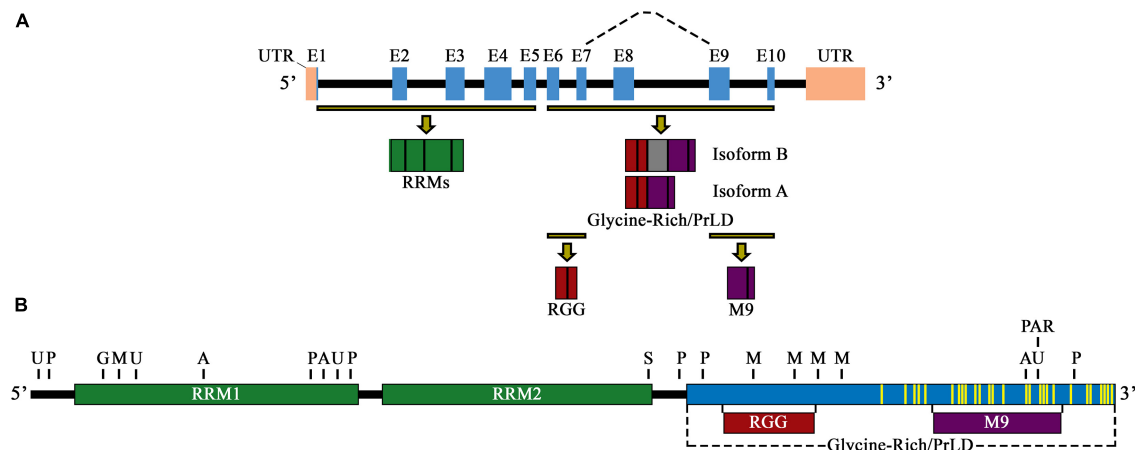 A
UTR E1 E2 E3 E4 E5 E6 E7 E8 E9 E10 UTR
5’ 3’
Isoform B
RRMs
Isoform A
Glycine-Rich/PrLD
RGG M9
B
PAR
U P G M U A P A U P S P P M M M M A U P
5’ RRM1 RRM2 3’
RGG M9
Glycine-Rich/PrLD